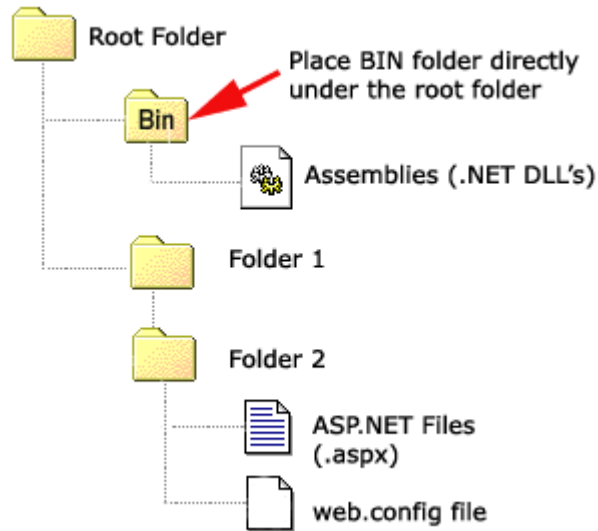 Root Folder
Place BIN folder directly
under the root folder
Bin
Assemblies (.NET DLL's)
Folder 1
Folder 2
ASP.NET Files
(.aspx)
web.config file